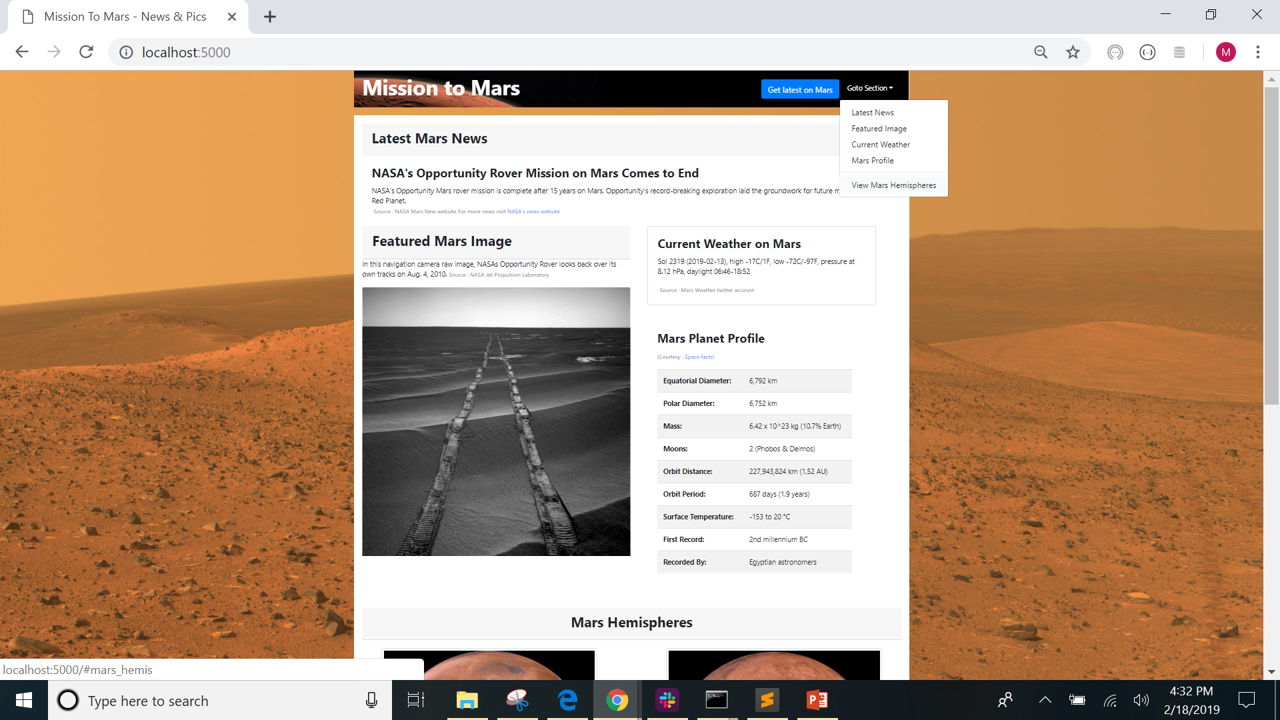 Mission To Mars - News & Pics
localhost:5000
M
Mission to Mars
Get latest on Mars
Goto Section
Latest News
Featured Image
Current Weather
Mars Profile
View Mars Hemispheres
Latest Mars News
NASA's Opportunity Rover Mission on Mars Comes to End
NASA's Opportunity Mars rover mission is complete after 15 years on Mars. Opportunity's record-breaking exploration laid the groundwork for future m
Red Planet.
-Source : NASA Mars New website For more news visit NASA's news website
Featured Mars Image
In this navigation camera raw image, NASAs Opportunity Rover looks back over its
own tracks on Aug. 4, 2010. Source : NASA Jet Propulsion Laboratory
Current Weather on Mars
Sol 2319 (2019-02-13), high -17C/1F, low -72C/-97F, pressure at
8.12 hPa, daylight 06:46-18:52
-Source : Mars Weather twitter account
Mars Planet Profile
(Courtesy : Space facts)
Equatorial Diameter: 6,792 km
Polar Diameter: 6,752 km
Mass: 6.42 x 10^23 kg (10.7% Earth)
Moons: 2 (Phobos & Deimos)
Orbit Distance: 227,943,824 km (1.52 AU)
Orbit Period: 687 days (1.9 years)
Surface Temperature: -153 to 20 °C
First Record: 2nd millennium BC
Recorded By: Egyptian astronomers
Mars Hemispheres
localhost:5000/#mars_hemis
Type here to search
4:32 PM
2/18/2019